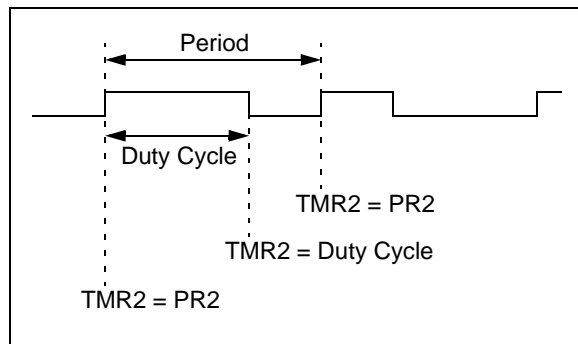 Period
Duty Cycle
TMR2 = PR2
TMR2 = Duty Cycle
TMR2 = PR2